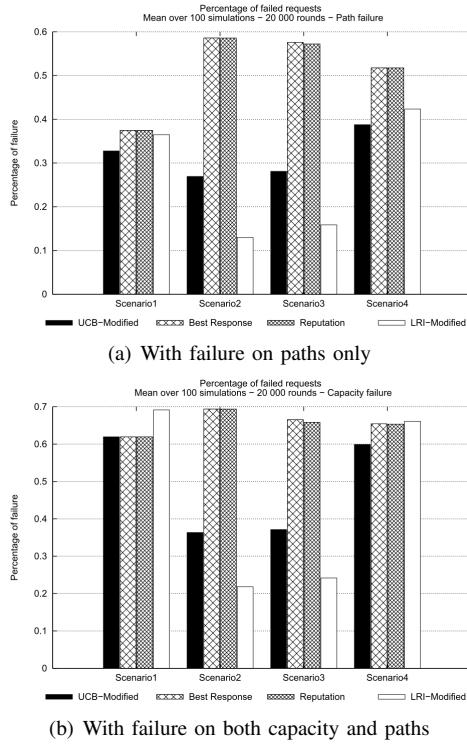 Percentage of failed requests
Mean over 100 simulations − 20 000 rounds − Path failure
0.6
0.5
0.4
0.3
0.2
0.1
0
Percentage of failure
Scenario1 Scenario2 Scenario3 Scenario4
UCB−Modified Best Response Reputation LRI−Modified
(a) With failure on paths only
Percentage of failed requests
Mean over 100 simulations − 20 000 rounds − Capacity failure
0.7
0.6
0.5
0.4
0.3
0.2
0.1
0
Percentage of failure
Scenario1 Scenario2 Scenario3 Scenario4
UCB−Modified Best Response Reputation LRI−Modified
(b) With failure on both capacity and paths